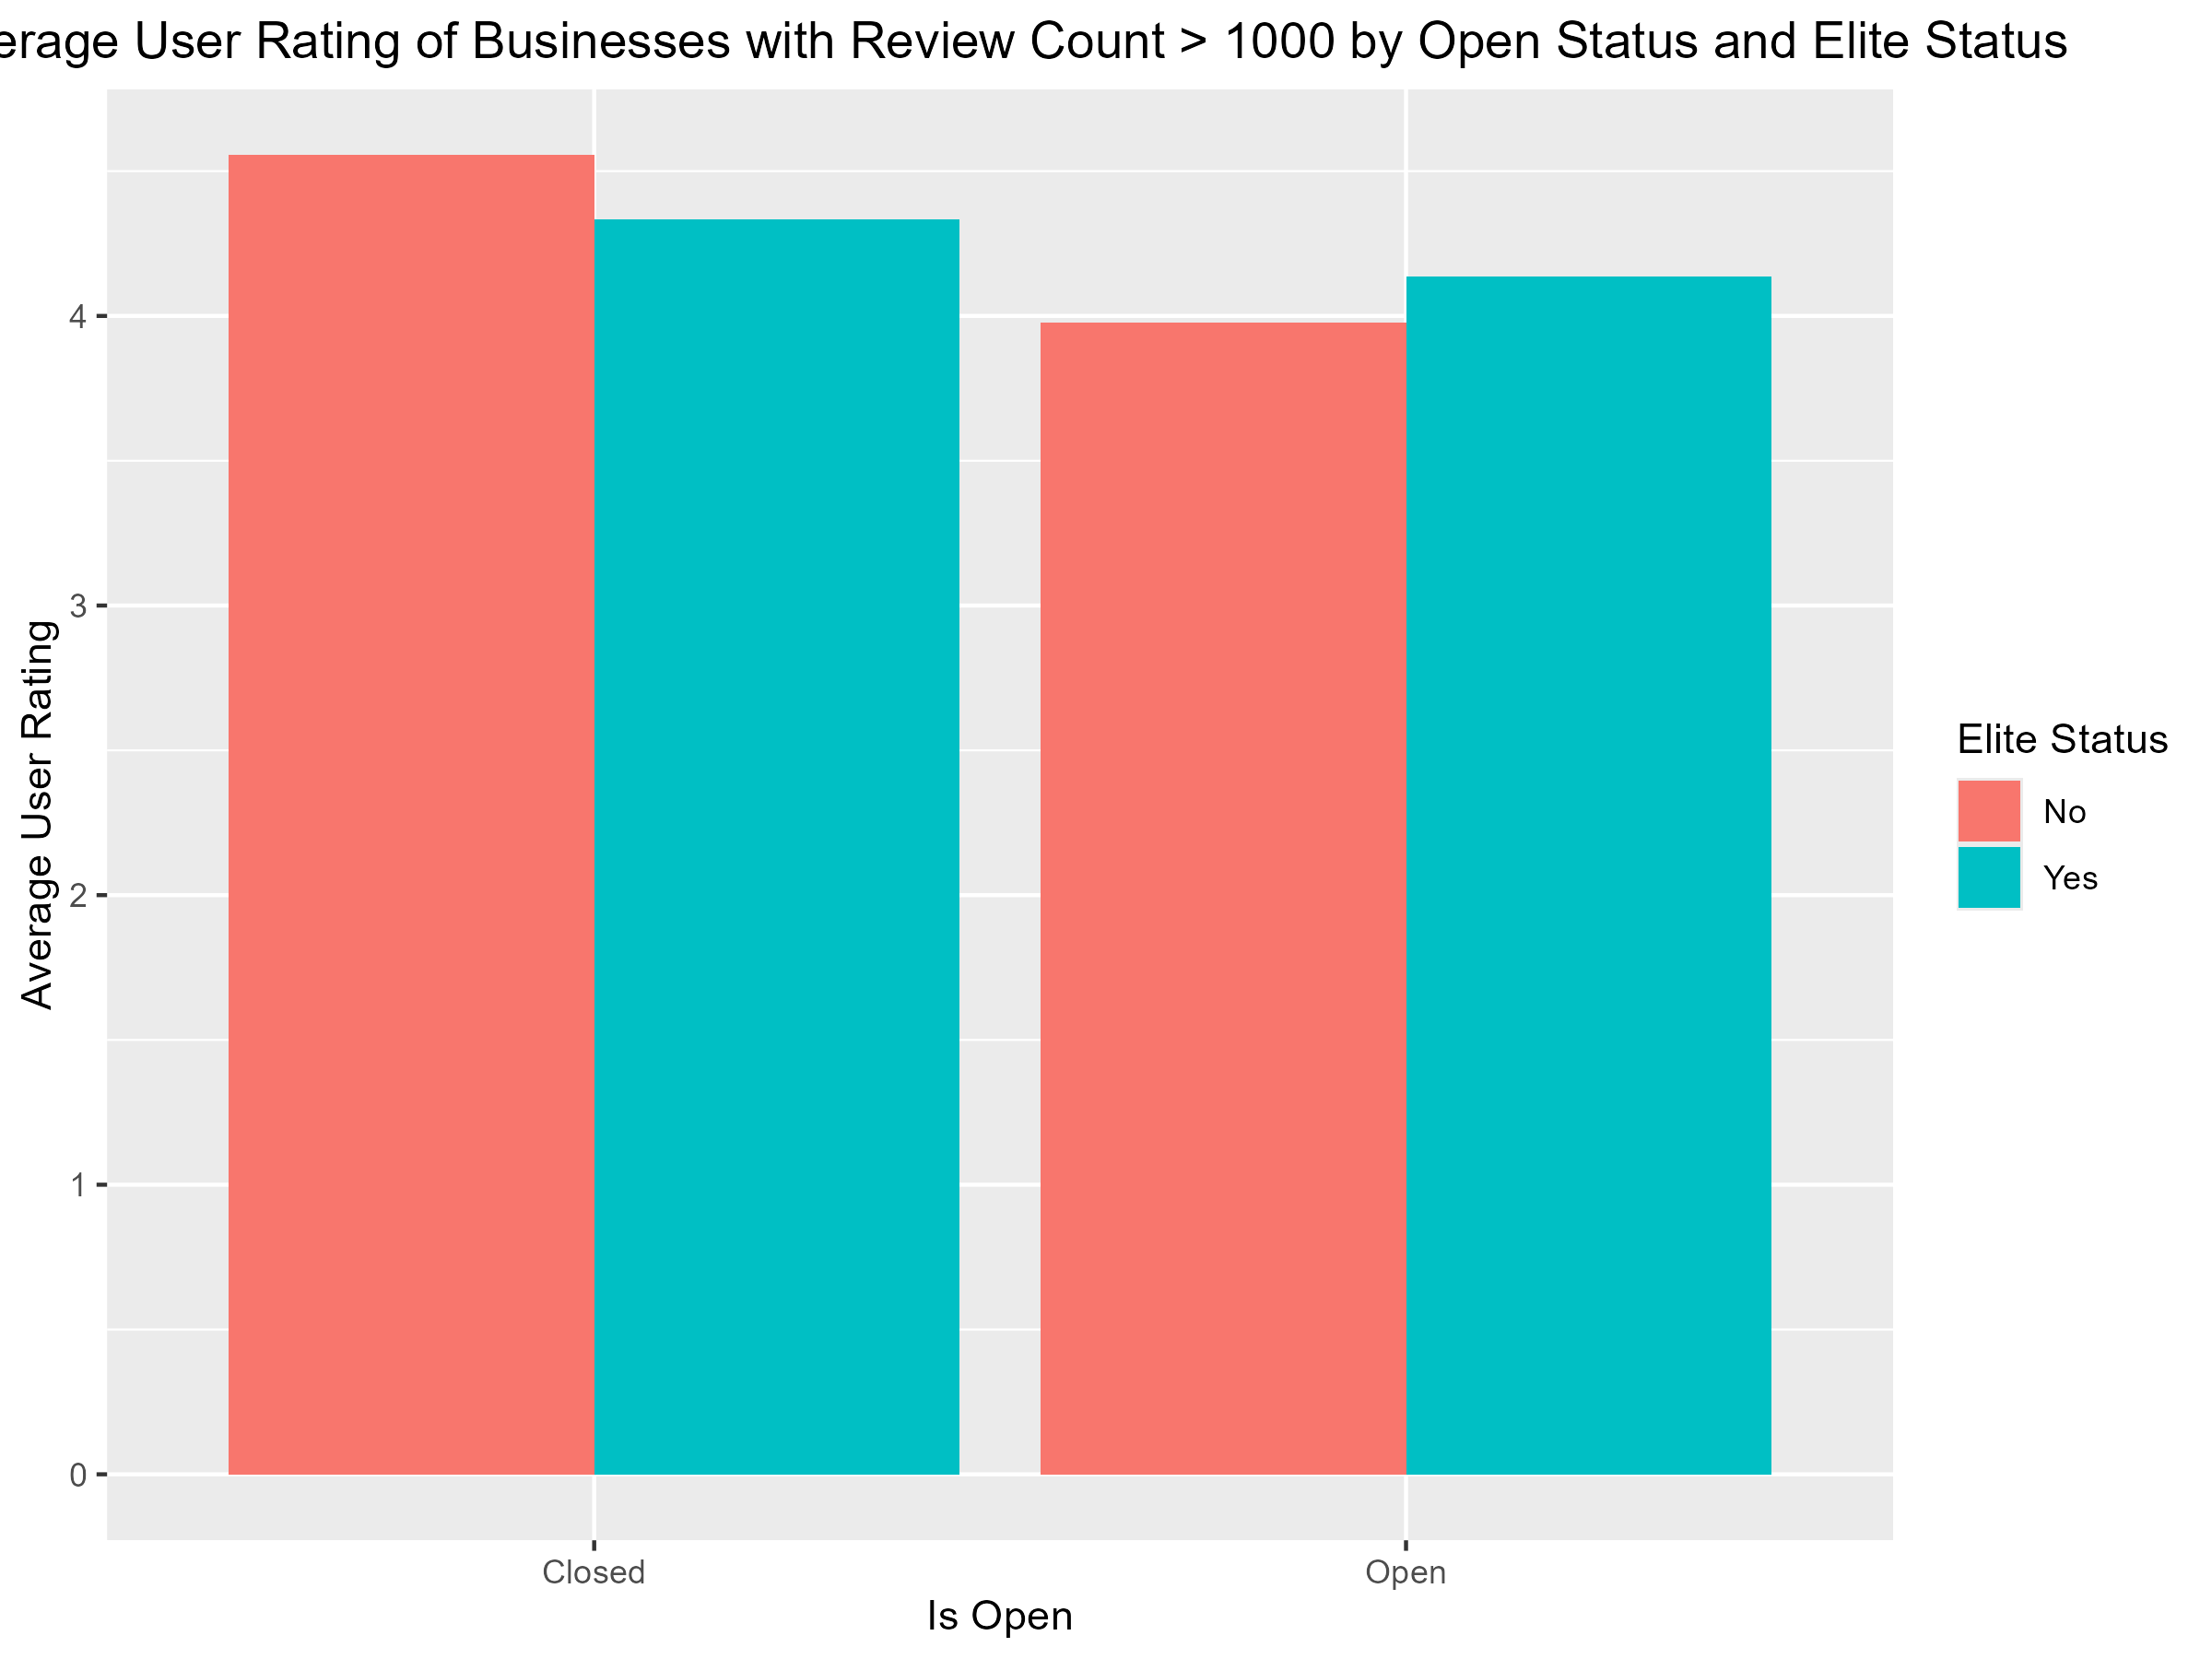 erage User Rating of Businesses with Review Count > 1000 by Open Status and Elite Status
Average User Rating
4
3
2
1
0
Closed
Open
Is Open
Elite Status
No
Yes